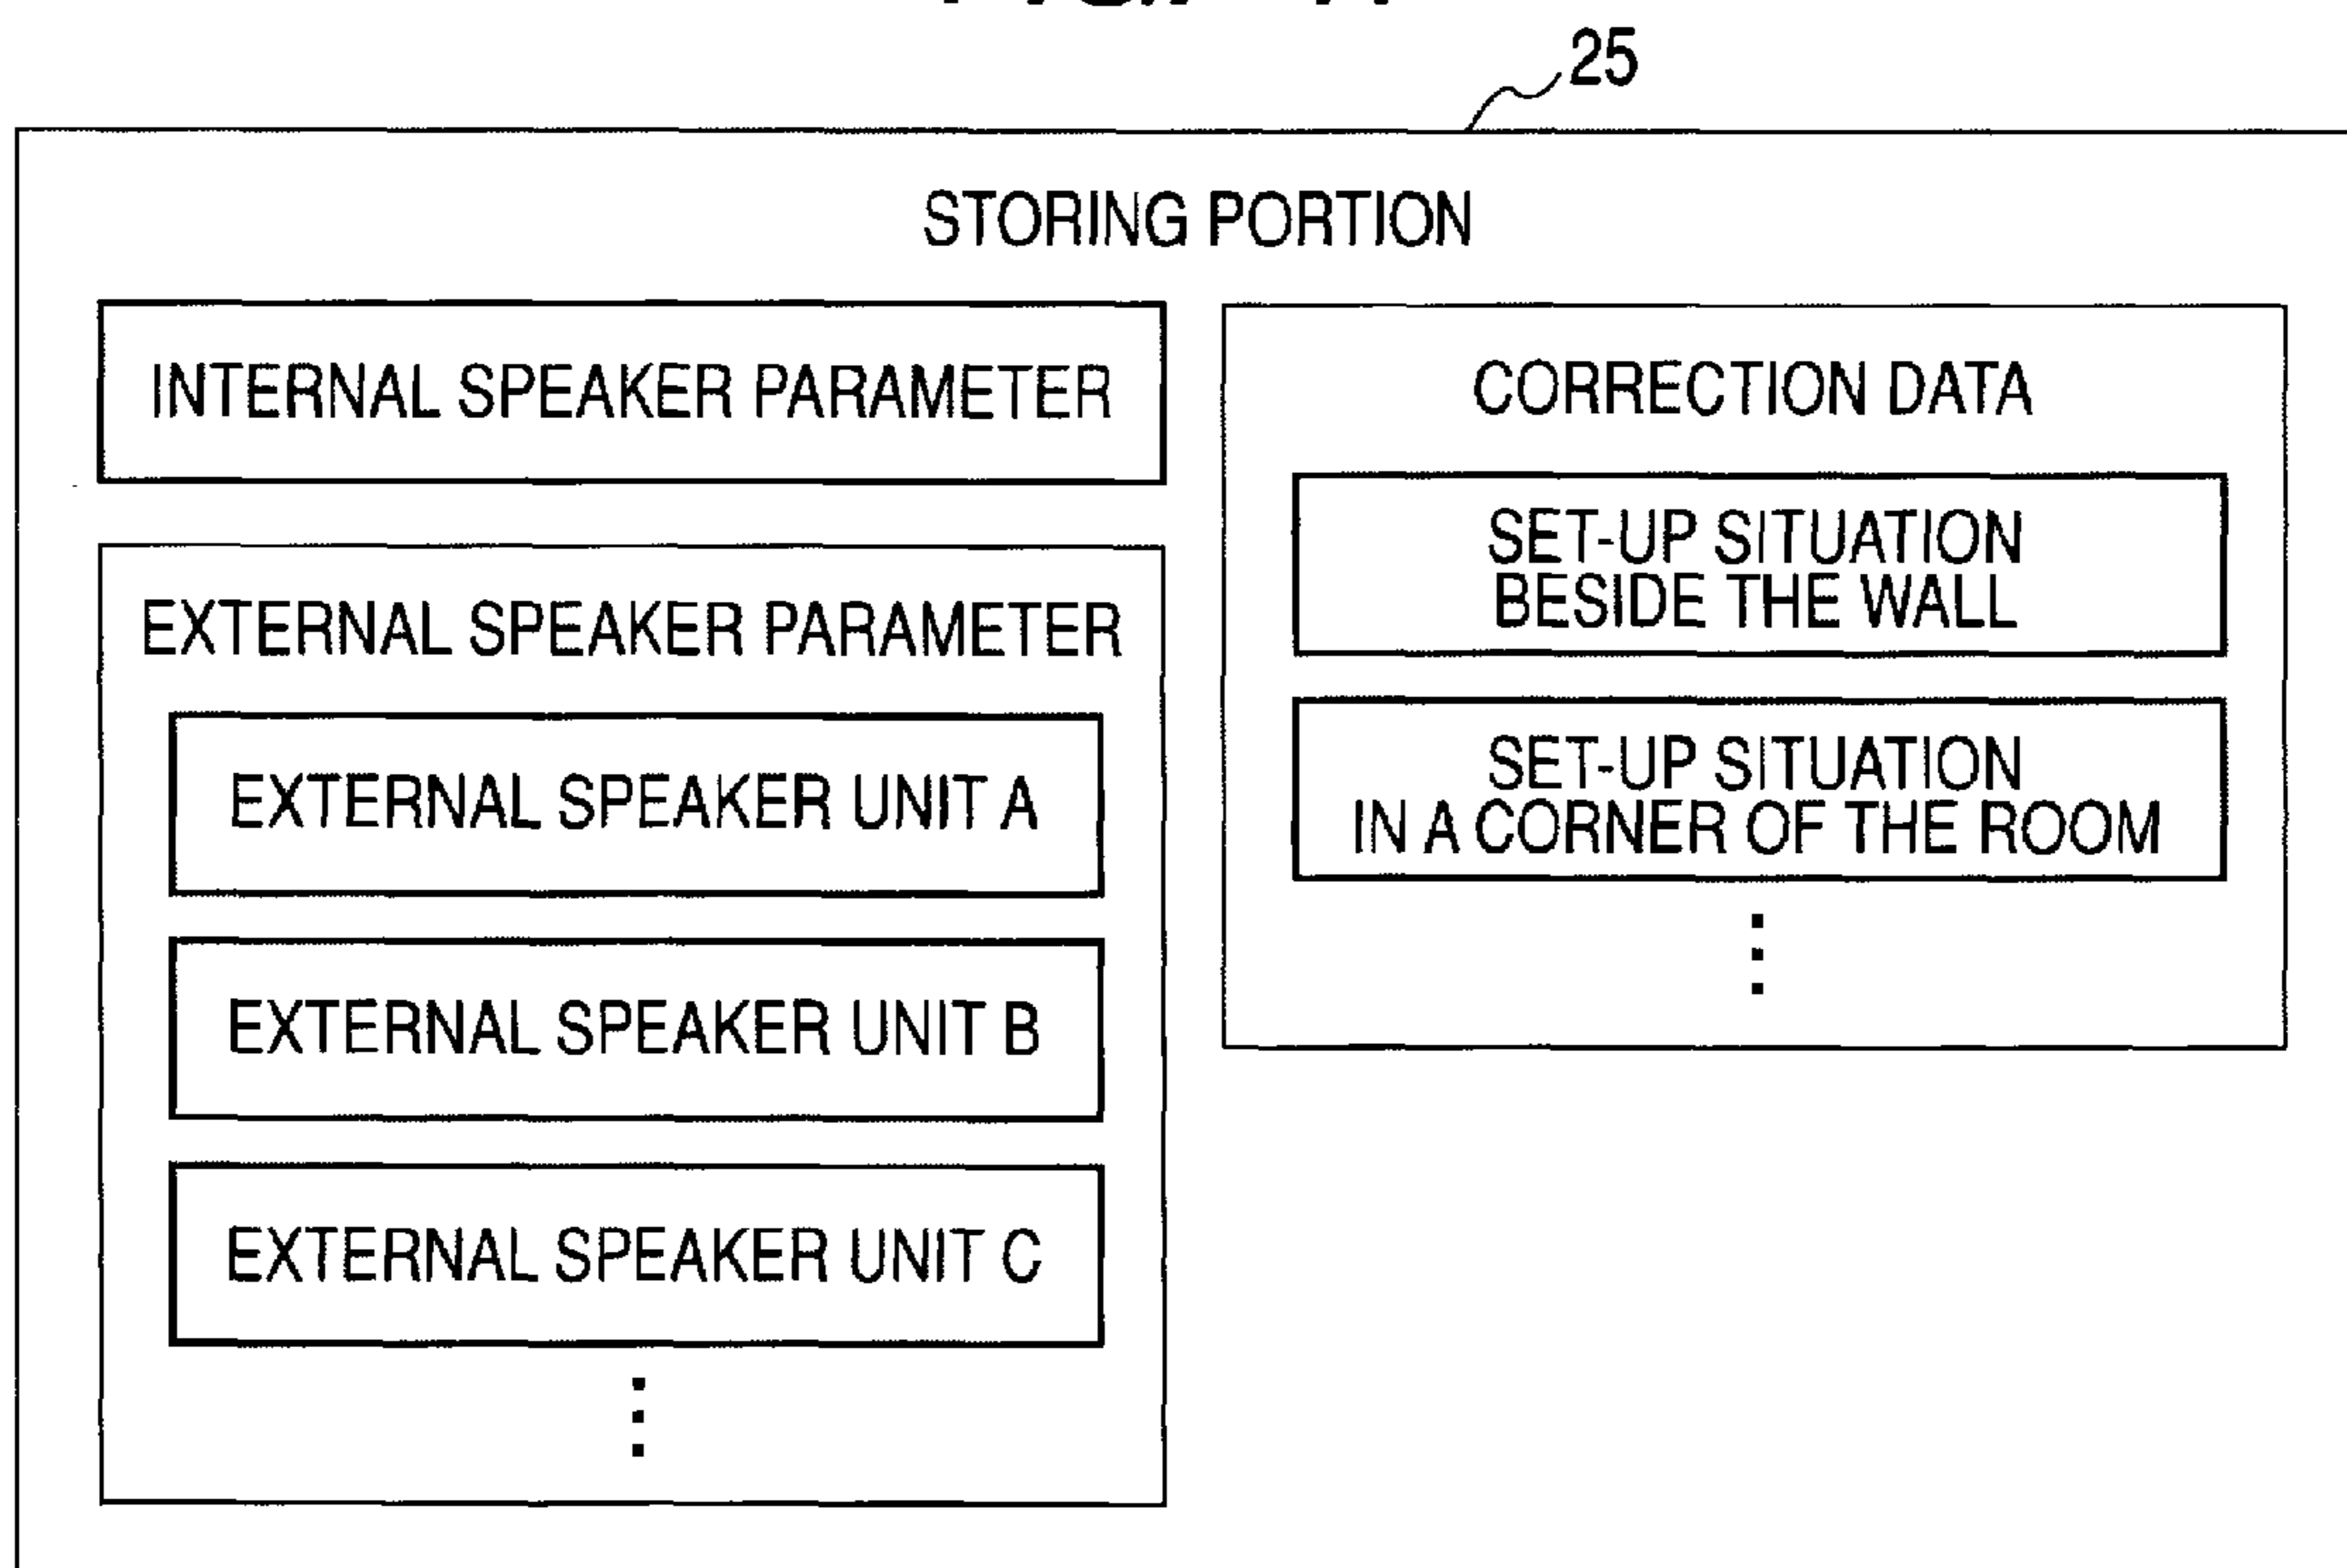 25
STORING PORTION
INTERNAL SPEAKER PARAMETER
EXTERNAL SPEAKER PARAMETER
EXTERNAL SPEAKER UNIT A
EXTERNAL SPEAKER UNIT B
EXTERNAL SPEAKER UNIT C
CORRECTION DATA
SET-UP SITUATION
BESIDE THE WALL
SET-UP SITUATION
IN A CORNER OF THE ROOM